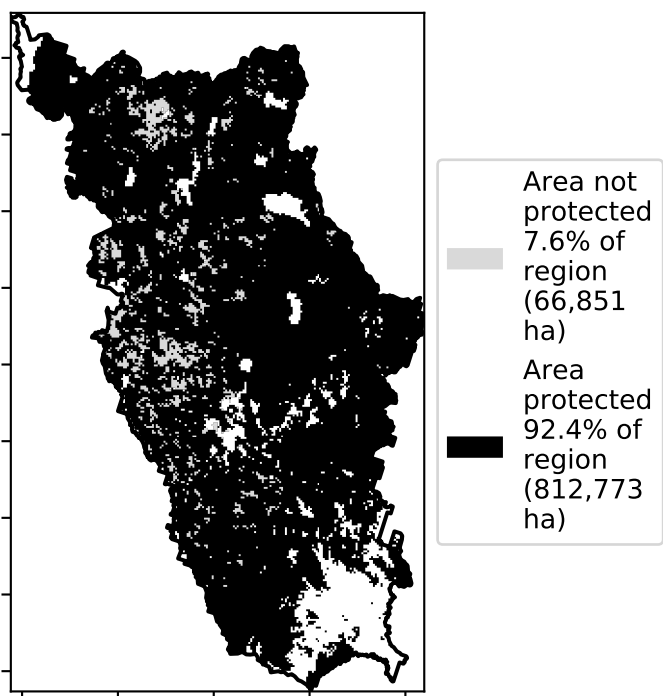 Area not
protected
7.6% of
region
(66,851
ha)
Area
protected
92.4% of
region
(812,773
ha)